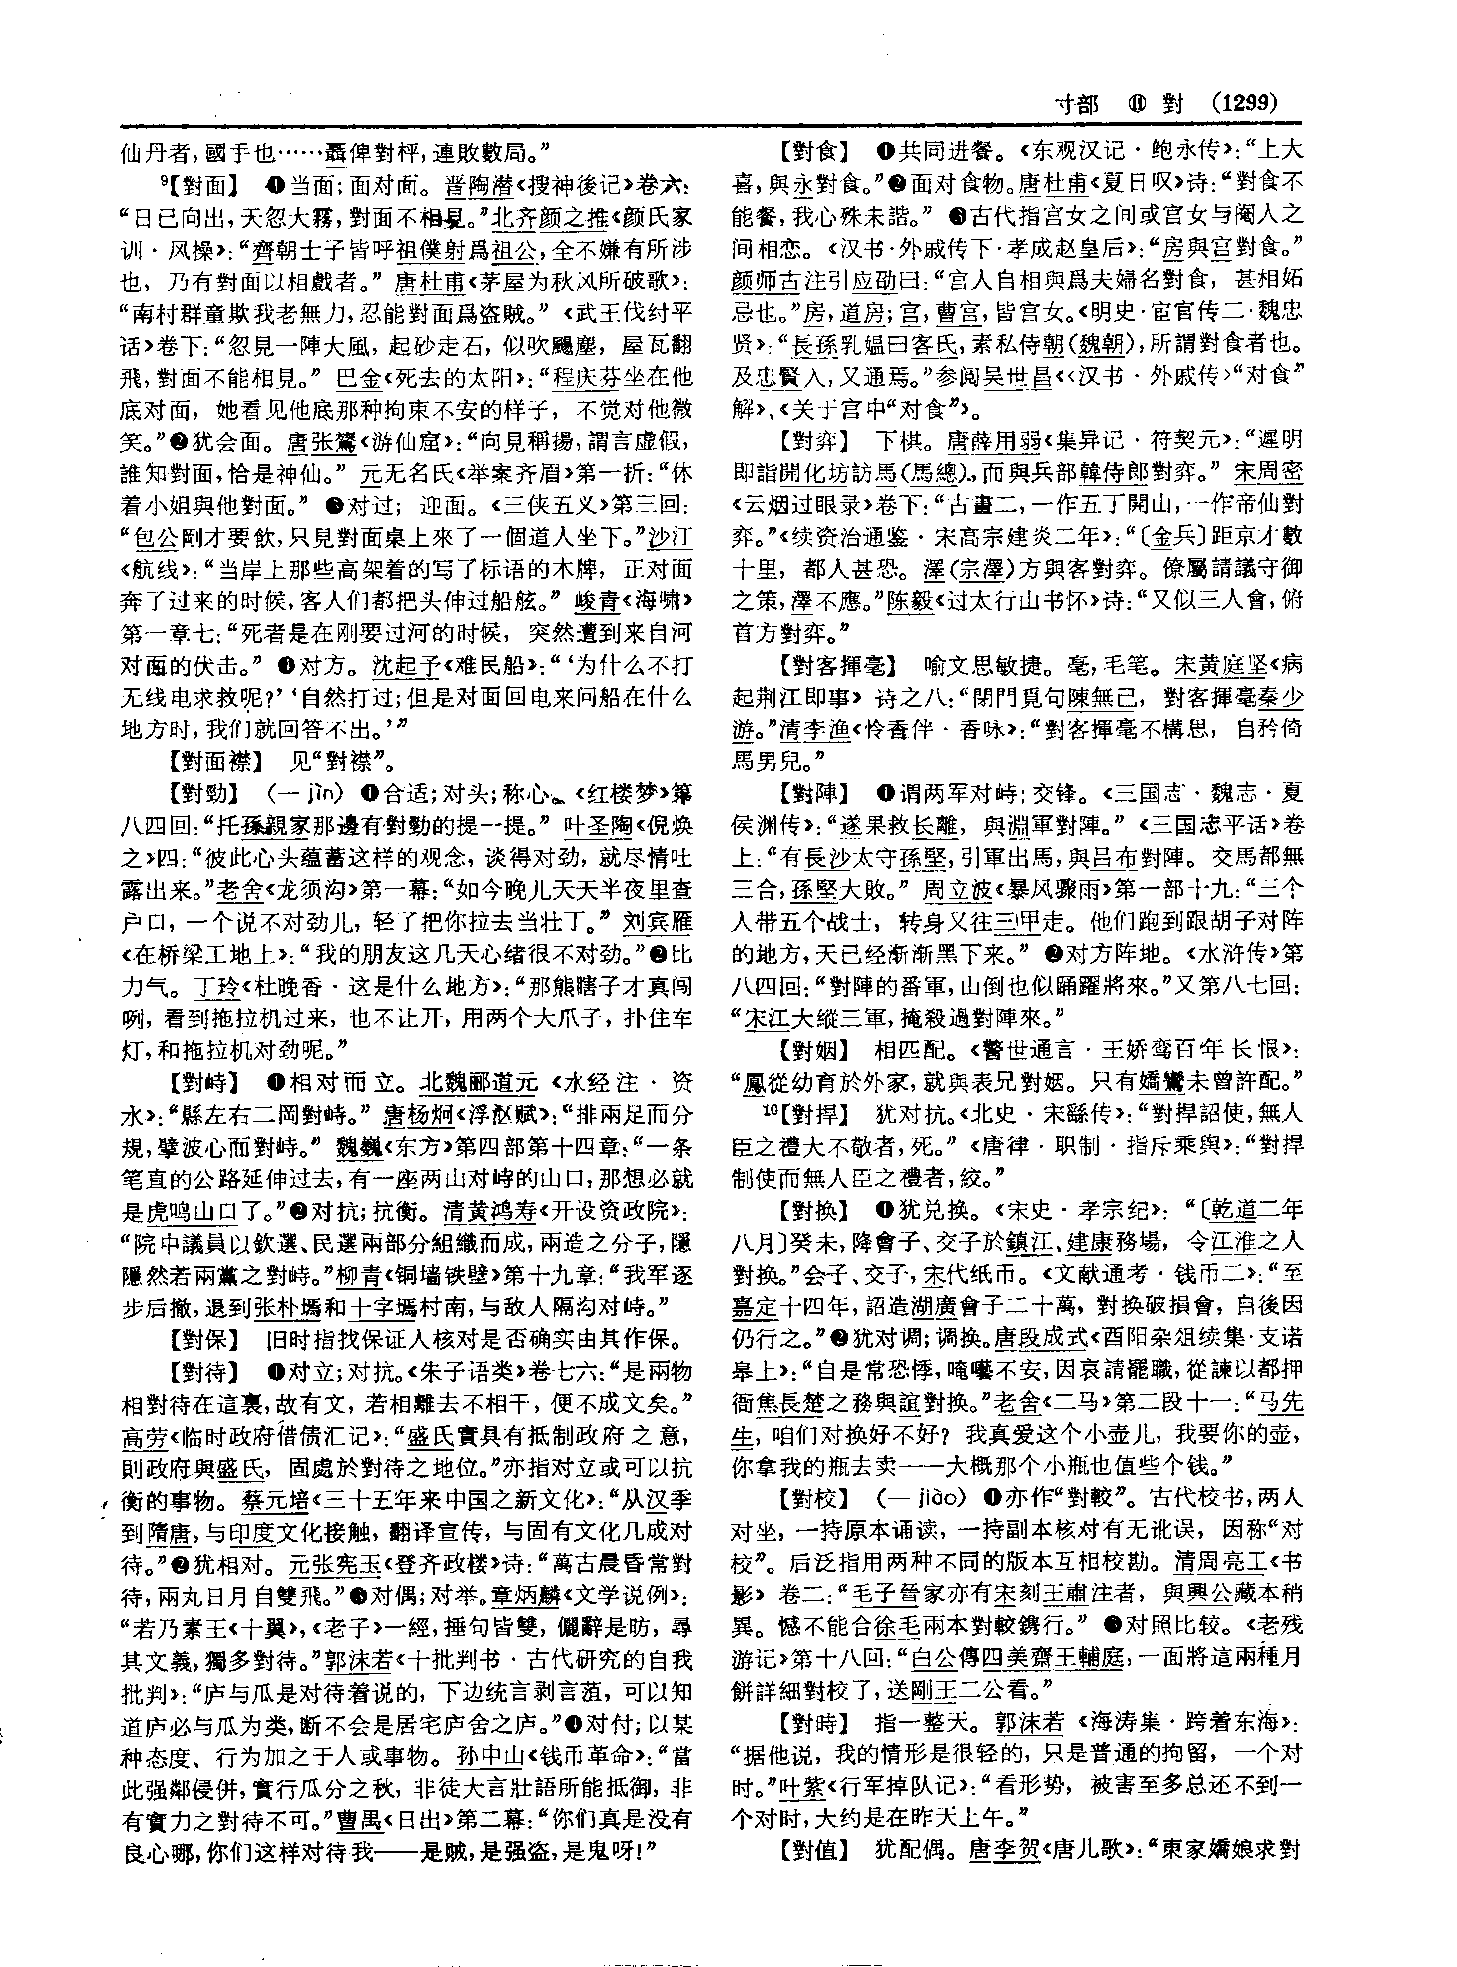 寸部 ⑪ 對 (1299)
仙丹者,國手也……聶俾對枰,連敗數局。”
⁹【對面】 ❶当面;面对面。晋陶潜《搜神後记》卷六:
“日已向出,天忽大霧,對面不相見。”北齐颜之推《颜氏家
训·风操》:“齊朝士子皆呼祖僕射爲祖公,全不嫌有所涉
也,乃有對面以相戲者。” 唐杜甫《茅屋为秋风所破歌》:
“南村群童欺我老無力,忍能對面爲盗賊。”《武王伐纣平
话》卷下:“忽見一陣大風,起砂走石,似吹颺塵,屋瓦翻
飛,對面不能相見。” 巴金《死去的太阳》:“程庆芬坐在他
底对面,她看见他底那种拘束不安的样子,不觉对他微
笑。”❷犹会面。唐张鷟《游仙窟》:“向見稱揚,謂言虚假,
誰知對面,恰是神仙。” 元无名氏《举案齐眉》第一折:“休
着小姐與他對面。” ❸对过;迎面。《三侠五义》第三回:
“包公剛才要飲,只見對面桌上來了一個道人坐下。”沙汀
《航线》:“当岸上那些高架着的写了标语的木牌,正对面
奔了过来的时候,客人们都把头伸过船舷。” 峻青《海啸》
第一章七:“死者是在刚要过河的时候,突然遭到来自河
对面的伏击。” ❹对方。沈起予《难民船》:“‘为什么不打
无线电求救呢?’‘自然打过;但是对面回电来问船在什么
地方时,我们就回答不出。’”
【對面襟】 见“對襟”。
【對勁】 (— jìn) ❶合适;对头;称心。《红楼梦》第
八四回:“托孫親家那邊有對勁的提一提。” 叶圣陶《倪焕
之》四:“彼此心头蕴蓄这样的观念,谈得对劲,就尽情吐
露出来。”老舍《龙须沟》第一幕:“如今晚儿天天半夜里查
户口,一个说不对劲儿,轻了把你拉去当壮丁。” 刘宾雁
《在桥梁工地上》:“我的朋友这几天心绪很不对劲。”❷比
力气。丁玲《杜晚香·这是什么地方》:“那熊瞎子才真闯
咧,看到拖拉机过来,也不让开,用两个大爪子,扑住车
灯,和拖拉机对劲呢。”
【對峙】 ❶相对而立。北魏郦道元《水经注·资
水》:“縣左右二岡對峙。” 唐杨炯《浮沤赋》:“排兩足而分
規,擘波心而對峙。” 魏巍《东方》第四部第十四章:“一条
笔直的公路延伸过去,有一座两山对峙的山口,那想必就
是虎鸣山口了。”❷对抗;抗衡。清黄鸿寿《开设资政院》:
“院中議員以欽選、民選兩部分組織而成,兩造之分子,隱
隱然若兩黨之對峙。”柳青《铜墙铁壁》第十九章:“我军逐
步后撤,退到张朴墕和十字墕村南,与敌人隔沟对峙。”
【對保】 旧时指找保证人核对是否确实由其作保。
【對待】 ❶对立;对抗。《朱子语类》卷七六:“是兩物
相對待在這裏,故有文,若相離去不相干,便不成文矣。”
高劳《临时政府借债汇记》:“盛氏實具有抵制政府之意,
則政府與盛氏,固處於對待之地位。”亦指对立或可以抗
衡的事物。蔡元培《三十五年来中国之新文化》:“从汉季
到隋唐,与印度文化接触,翻译宣传,与固有文化几成对
待。”❷犹相对。元张宪玉《登齐政楼》诗:“萬古晨昏常對
待,兩丸日月自雙飛。”❸对偶;对举。章炳麟《文学说例》:
“若乃素王《十翼》,《老子》一經,捶句皆雙,儷辭是昉,尋
其文義,獨多對待。”郭沫若《十批判书·古代研究的自我
批判》:“庐与瓜是对待着说的,下边统言剥言菹,可以知
道庐必与瓜为类,断不会是居宅庐舍之庐。”❹对付;以某
种态度、行为加之于人或事物。孙中山《钱币革命》:“當
此强鄰侵併,實行瓜分之秋,非徒大言壯語所能抵御,非
有實力之對待不可。”曹禺《日出》第二幕:“你们真是没有
良心哪,你们这样对待我——是贼,是强盗,是鬼呀!”
【對食】 ❶共同进餐。《东观汉记·鲍永传》:“上大
喜,與永對食。”❷面对食物。唐杜甫《夏日叹》诗:“對食不
能餐,我心殊未諧。” ❸古代指宫女之间或宫女与阉人之
间相恋。《汉书·外戚传下·孝成赵皇后》:“房與宫對食。”
颜师古注引应劭曰:“宫人自相與爲夫婦名對食,甚相妬
忌也。”房,道房;宫,曹宫,皆宫女。《明史·宦官传二·魏忠
贤》:“長孫乳媪曰客氏,素私侍朝(魏朝),所謂對食者也。
及忠賢入,又通焉。”参阅吴世昌《〈汉书·外戚传〉“对食”
解》、《关于宫中“对食”》。
【對弈】 下棋。唐薛用弱《集异记·符契元》:“遲明
即詣開化坊訪馬(馬總),而與兵部韓侍郎對弈。” 宋周密
《云烟过眼录》卷下:“古畫二,一作五丁開山,一作帝仙對
弈。”《续资治通鉴·宋高宗建炎二年》:“〔金兵〕距京才數
十里,都人甚恐。澤(宗澤)方與客對弈。僚屬請議守御
之策,澤不應。”陈毅《过太行山书怀》诗:“又似三人會,俯
首方對弈。”
【對客揮毫】 喻文思敏捷。毫,毛笔。宋黄庭坚《病
起荆江即事》诗之八:“閉門覓句陳無已,對客揮毫秦少
游。”清李渔《怜香伴·香咏》:“對客揮毫不構思,自矜倚
馬男兒。”
【對陣】 ❶谓两军对峙;交锋。《三国志·魏志·夏
侯渊传》:“遂果救长離,與淵軍對陣。”《三国志平话》卷
上:“有長沙太守孫堅,引軍出馬,與吕布對陣。交馬都無
三合,孫堅大敗。” 周立波《暴风骤雨》第一部十九:“三个
人带五个战士,转身又往三甲走。他们跑到跟胡子对阵
的地方,天已经渐渐黑下来。” ❷对方阵地。《水浒传》第
八四回:“對陣的番軍,山倒也似踊躍將來。”又第八七回:
“宋江大縱三軍,掩殺過對陣來。”
【對姻】 相匹配。《警世通言·王娇鸾百年长恨》:
“鳳從幼育於外家,就與表兄對姻。只有嬌鸞未曾許配。”
¹⁰【對捍】 犹对抗。《北史·宋繇传》:“對捍詔使,無人
臣之禮大不敬者,死。”《唐律·职制·指斥乘舆》:“對捍
制使而無人臣之禮者,絞。”
【對换】 ❶犹兑换。《宋史·孝宗纪》:“〔乾道二年
八月〕癸未,降會子、交子於鎮江、建康務場,令江淮之人
對换。”会子、交子,宋代纸币。《文献通考·钱币二》:“至
嘉定十四年,詔造湖廣會子二十萬,對换破損會,自後因
仍行之。”❷犹对调;调换。唐段成式《酉阳杂俎续集·支诺
皋上》:“自是常恐悸,唵囈不安,因哀請罷職,從諫以都押
衙焦長楚之務與誼對换。”老舍《二马》第二段十一:“马先
生,咱们对换好不好?我真爱这个小壶儿,我要你的壶,
你拿我的瓶去卖——大概那个小瓶也值些个钱。”
【對校】 (— jiào) ❶亦作“對較”。古代校书,两人
对坐,一持原本诵读,一持副本核对有无讹误,因称“对
校”。后泛指用两种不同的版本互相校勘。清周亮工《书
影》卷二:“毛子晉家亦有宋刻王肅注者,與興公藏本稍
異。憾不能合徐毛兩本對較鐫行。” ❷对照比较。《老残
游记》第十八回:“白公傳四美齋王輔庭,一面將這兩種月
餅詳細對校了,送剛王二公看。”
【對時】 指一整天。郭沫若《海涛集·跨着东海》:
“据他说,我的情形是很轻的,只是普通的拘留,一个对
时。”叶紫《行军掉队记》:“看形势,被害至多总还不到一
个对时,大约是在昨天上午。”
【對值】 犹配偶。唐李贺《唐儿歌》:“東家嬌娘求對